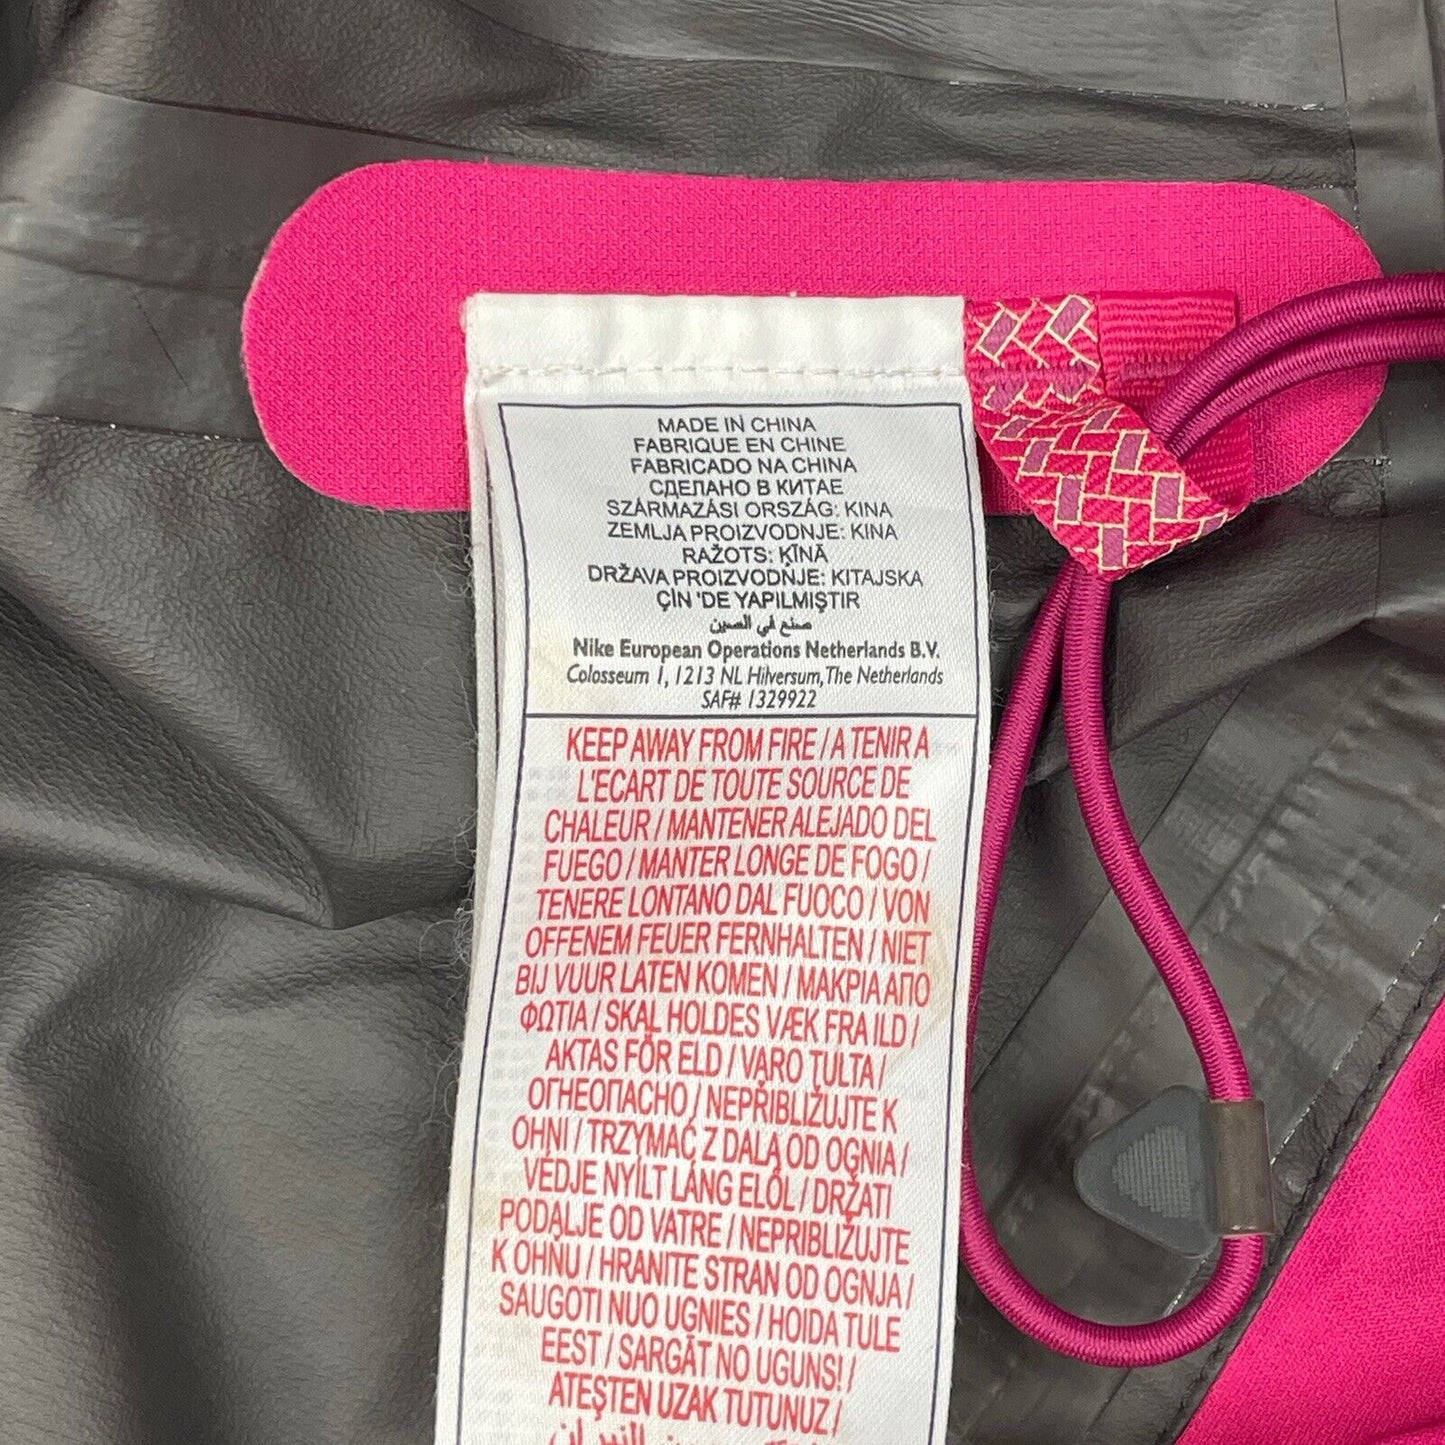 MADE IN CHINA
FABRIQUE EN CHINE
FABRICADO NA CHINA
СДЕЛАНО В КИТАЕ
SZÁRMAZÁSI ORSZÁG: KINA
ZEMLJA PROIZVODNJE: KINA
RAŽOTS: ĶĪNĀ
DRŽAVA PROIZVODNJE: KITAJSKA
ÇİN 'DE YAPILMIŞTIR
صنع في الصين
Nike European Operations Netherlands B.V.
Colosseum 1, 1213 NL Hilversum, The Netherlands
SAF# 1329922
KEEP AWAY FROM FIRE / A TENIR A
L'ECART DE TOUTE SOURCE DE
CHALEUR / MANTENER ALEJADO DEL
FUEGO / MANTER LONGE DE FOGO /
TENERE LONTANO DAL FUOCO / VON
OFFENEM FEUER FERNHALTEN / NIET
BIJ VUUR LATEN KOMEN / ΜΑΚΡΙΑ ΑΠΟ
ΦΩΤΙΑ / SKAL HOLDES VÆK FRA ILD /
AKTAS FÖR ELD / VARO TULTA /
ОГНЕОПАСНО / NEPŘIBLIŽUJTE K
OHNI / TRZYMAĆ Z DALA OD OGNIA /
VÉDJE NYÍLT LÁNG ELŐL / DRŽATI
PODALJE OD VATRE / NEPRIBLIŽUJTE
K OHŇU / HRANITE STRAN OD OGNJA /
SAUGOTI NUO UGNIES / HOIDA TULE
EEST / SARGĀT NO UGUNS! /
ATEŞTEN UZAK TUTUNUZ /